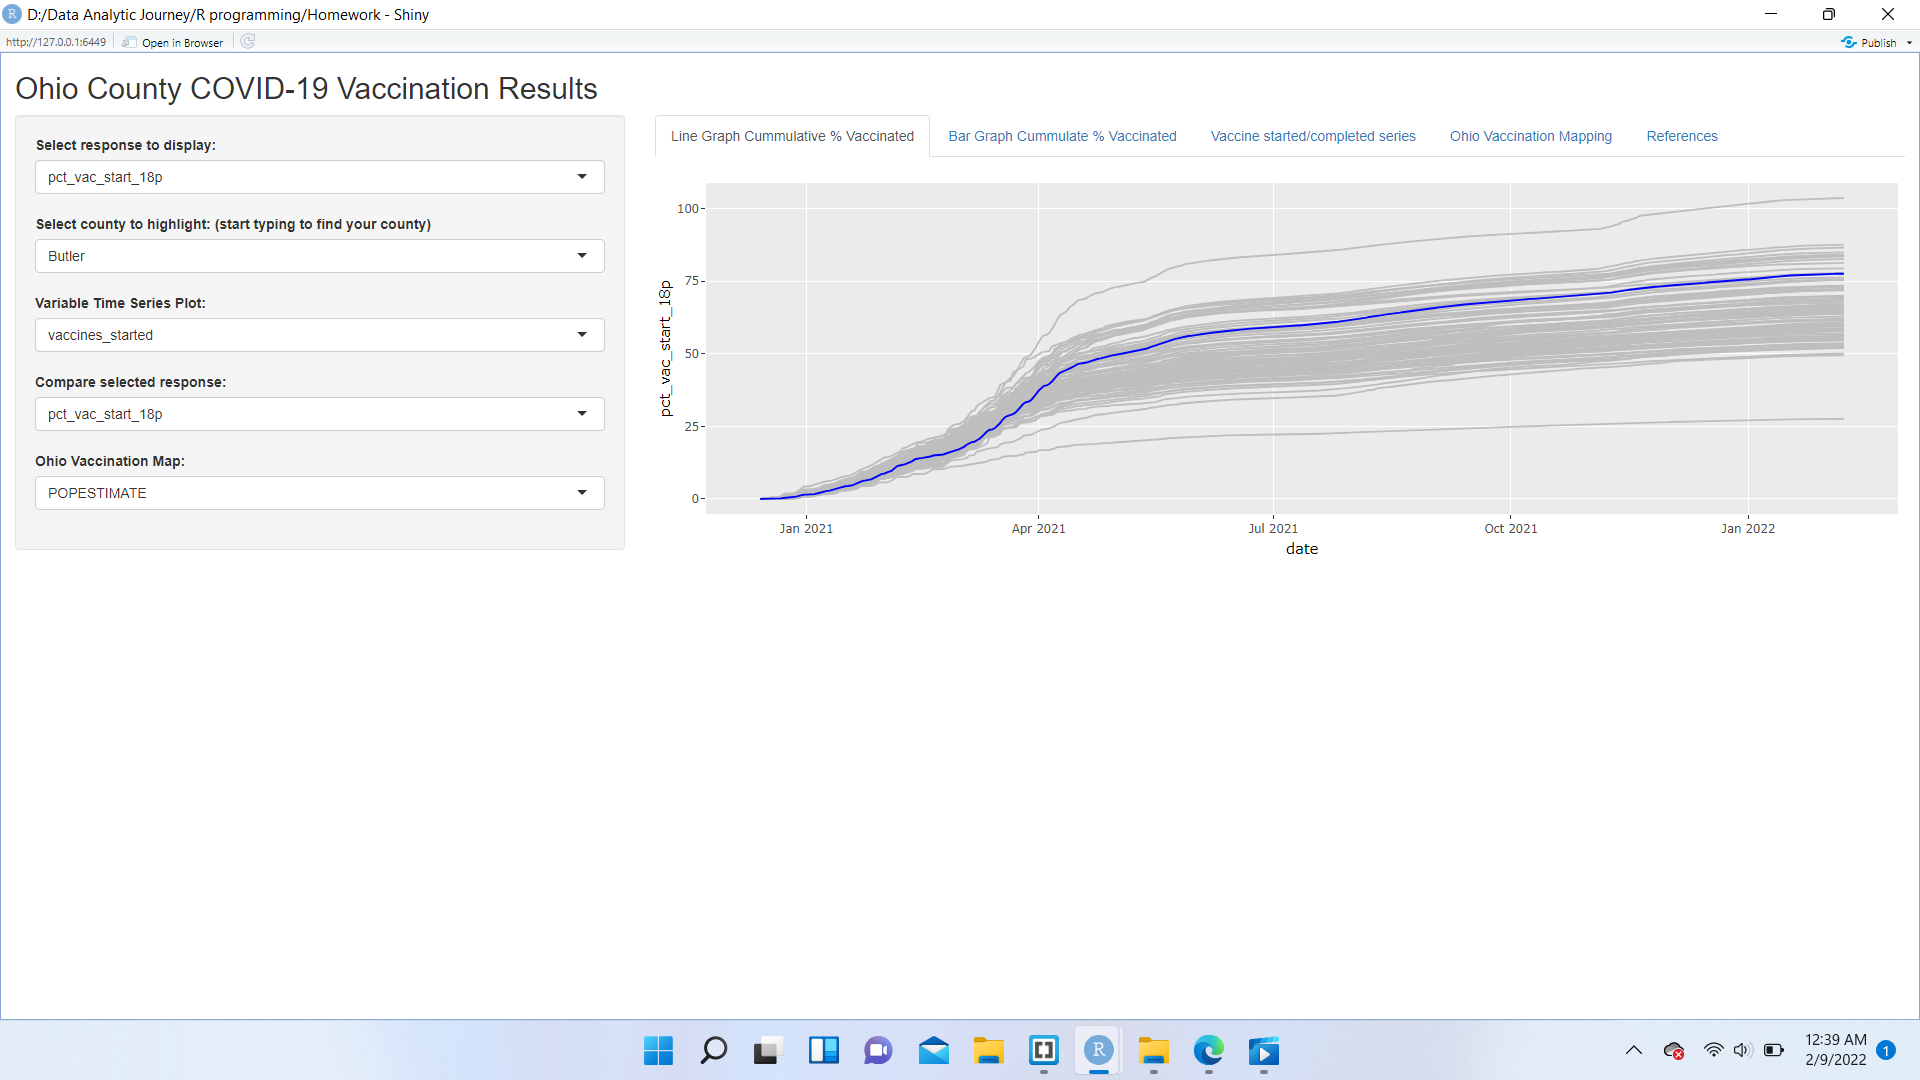 D:/Data Analytic Journey/R programming/Homework - Shiny
http://127.0.0.1:6449 Open in Browser Publish
Ohio County COVID-19 Vaccination Results
Select response to display:
pct_vac_start_18p
Select county to highlight: (start typing to find your county)
Butler
Variable Time Series Plot:
vaccines_started
Compare selected response:
pct_vac_start_18p
Ohio Vaccination Map:
POPESTIMATE
Line Graph Cummulative % Vaccinated Bar Graph Cummulate % Vaccinated Vaccine started/completed series Ohio Vaccination Mapping References
pct_vac_start_18p
100
75
50
25
0
Jan 2021 Apr 2021 Jul 2021 Oct 2021 Jan 2022
date
12:39 AM
2/9/2022
1
R
R